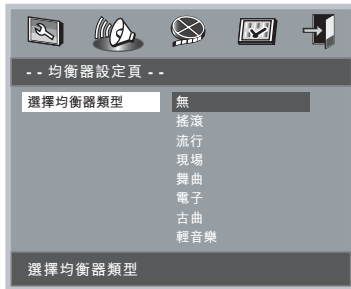 - - 均衡器設定頁 - -
選擇均衡器類型
無
搖滾
流行
現場
舞曲
電子
古曲
輕音樂
選擇均衡器類型